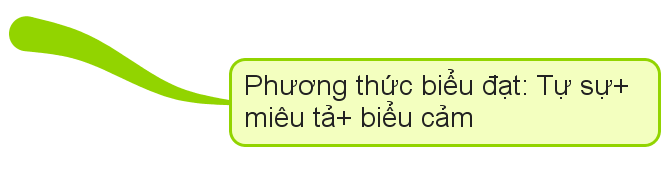 Phương thức biểu đạt: Tự sự+
miêu tả+ biểu cảm